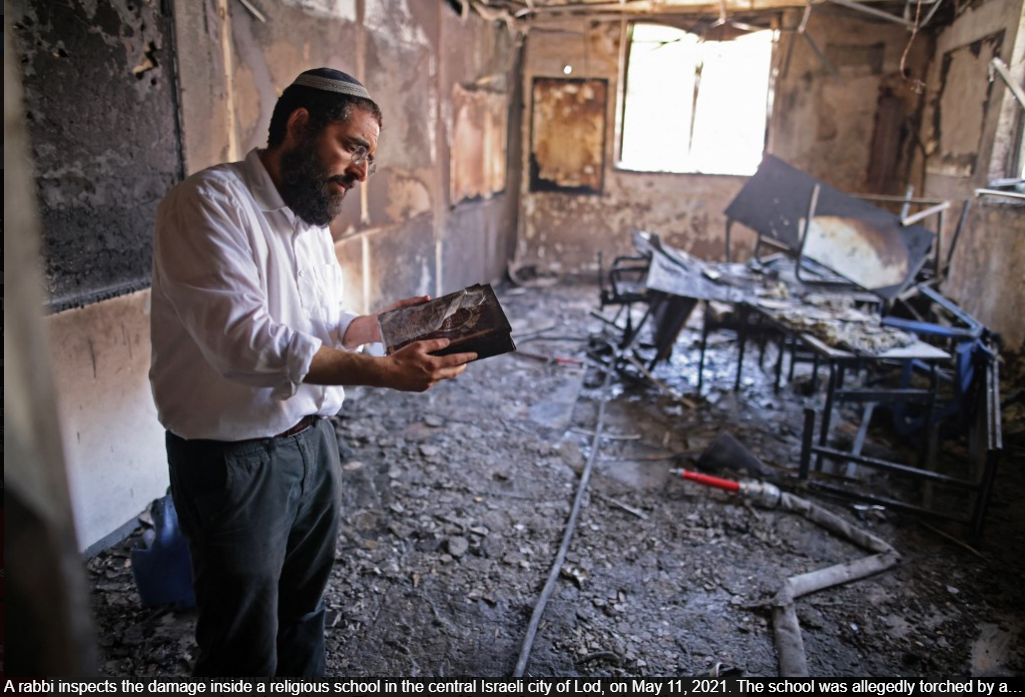 A rabbi inspects the damage inside a religious school in the central Israeli city of Lod, on May 11, 2021. The school was allegedly torched by a...